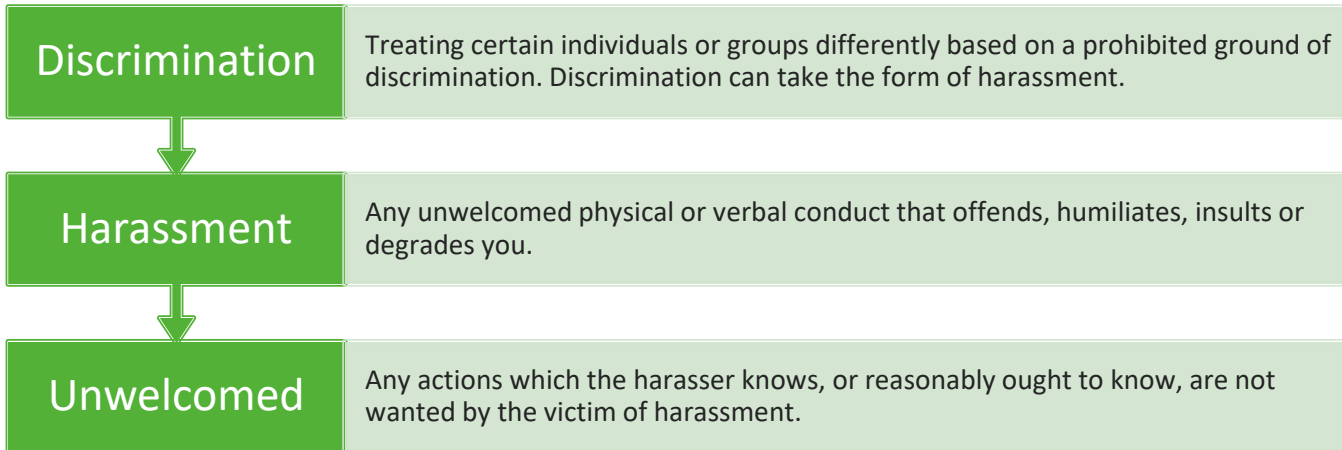 Discrimination
Treating certain individuals or groups differently based on a prohibited ground of
discrimination. Discrimination can take the form of harassment.
Harassment
Any unwelcomed physical or verbal conduct that offends, humiliates, insults or
degrades you.
Unwelcomed
Any actions which the harasser knows, or reasonably ought to know, are not
wanted by the victim of harassment.